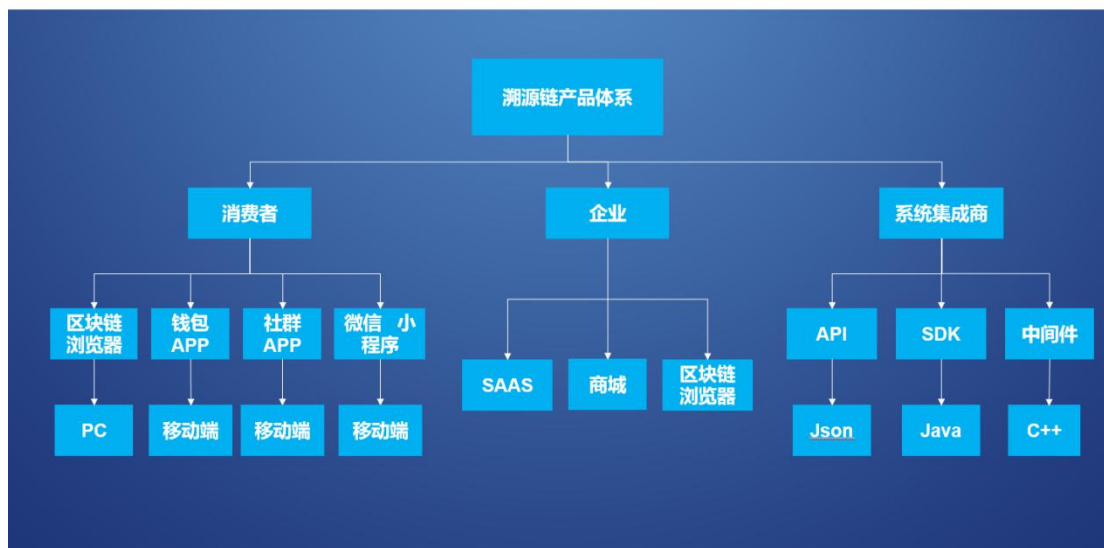 溯源链产品体系
消费者
企业
系统集成商
区块链
浏览器
钱包
APP
社群
APP
微信 小
程序
API
SDK
中间件
SAAS
商城
区块链
浏览器
PC
移动端
移动端
移动端
Json
Java
C++